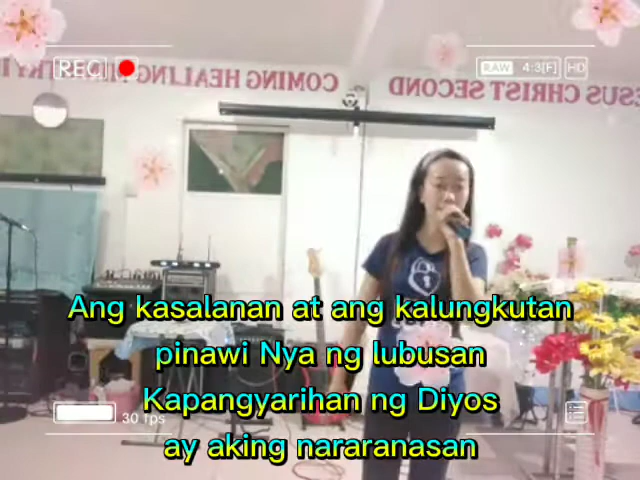 REC
RAW 4:3[F] HD
JESUS CHRIST SECOND COMING HEALING
Ang kasalanan at ang kalungkutan
pinawi Nya ng lubusan
Kapangyarihan ng Diyos
ay aking nararanasan
30 fps